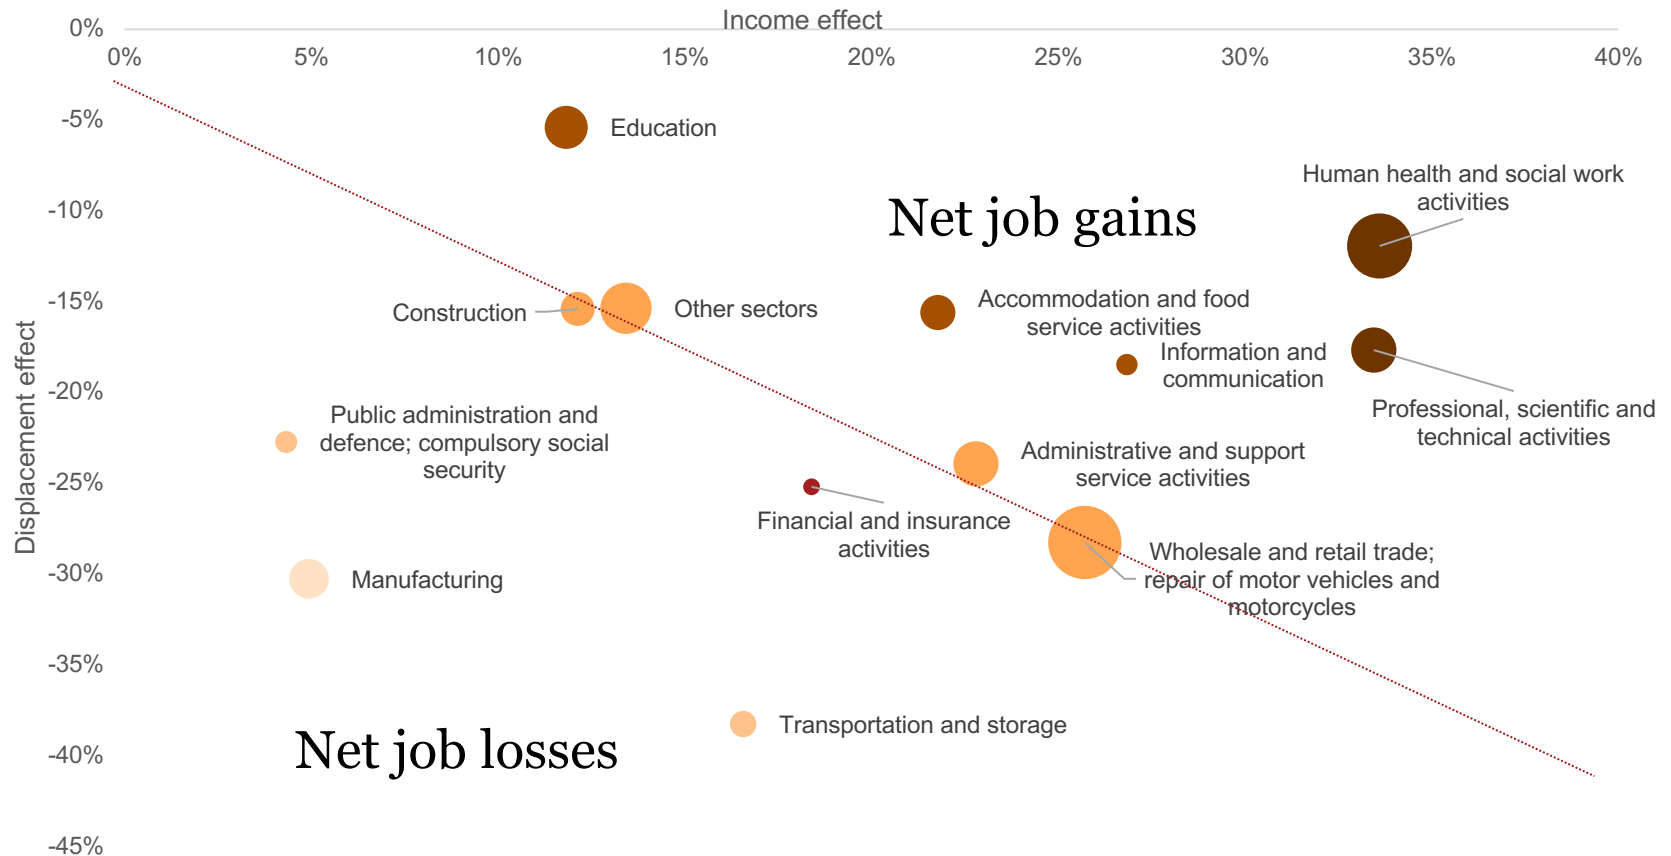 Income effect
0%
0%
5%
10%
15%
20%
25%
30%
35%
40%
-5%
-10%
-15%
-20%
-25%
-30%
-35%
-40%
-45%
Displacement effect
Education
Human health and social work
activities
Net job gains
Construction
Other sectors
Accommodation and food
service activities
Information and
communication
Professional, scientific and
technical activities
Public administration and
defence; compulsory social
security
Administrative and support
service activities
Financial and insurance
activities
Wholesale and retail trade;
repair of motor vehicles and
motorcycles
Manufacturing
Transportation and storage
Net job losses